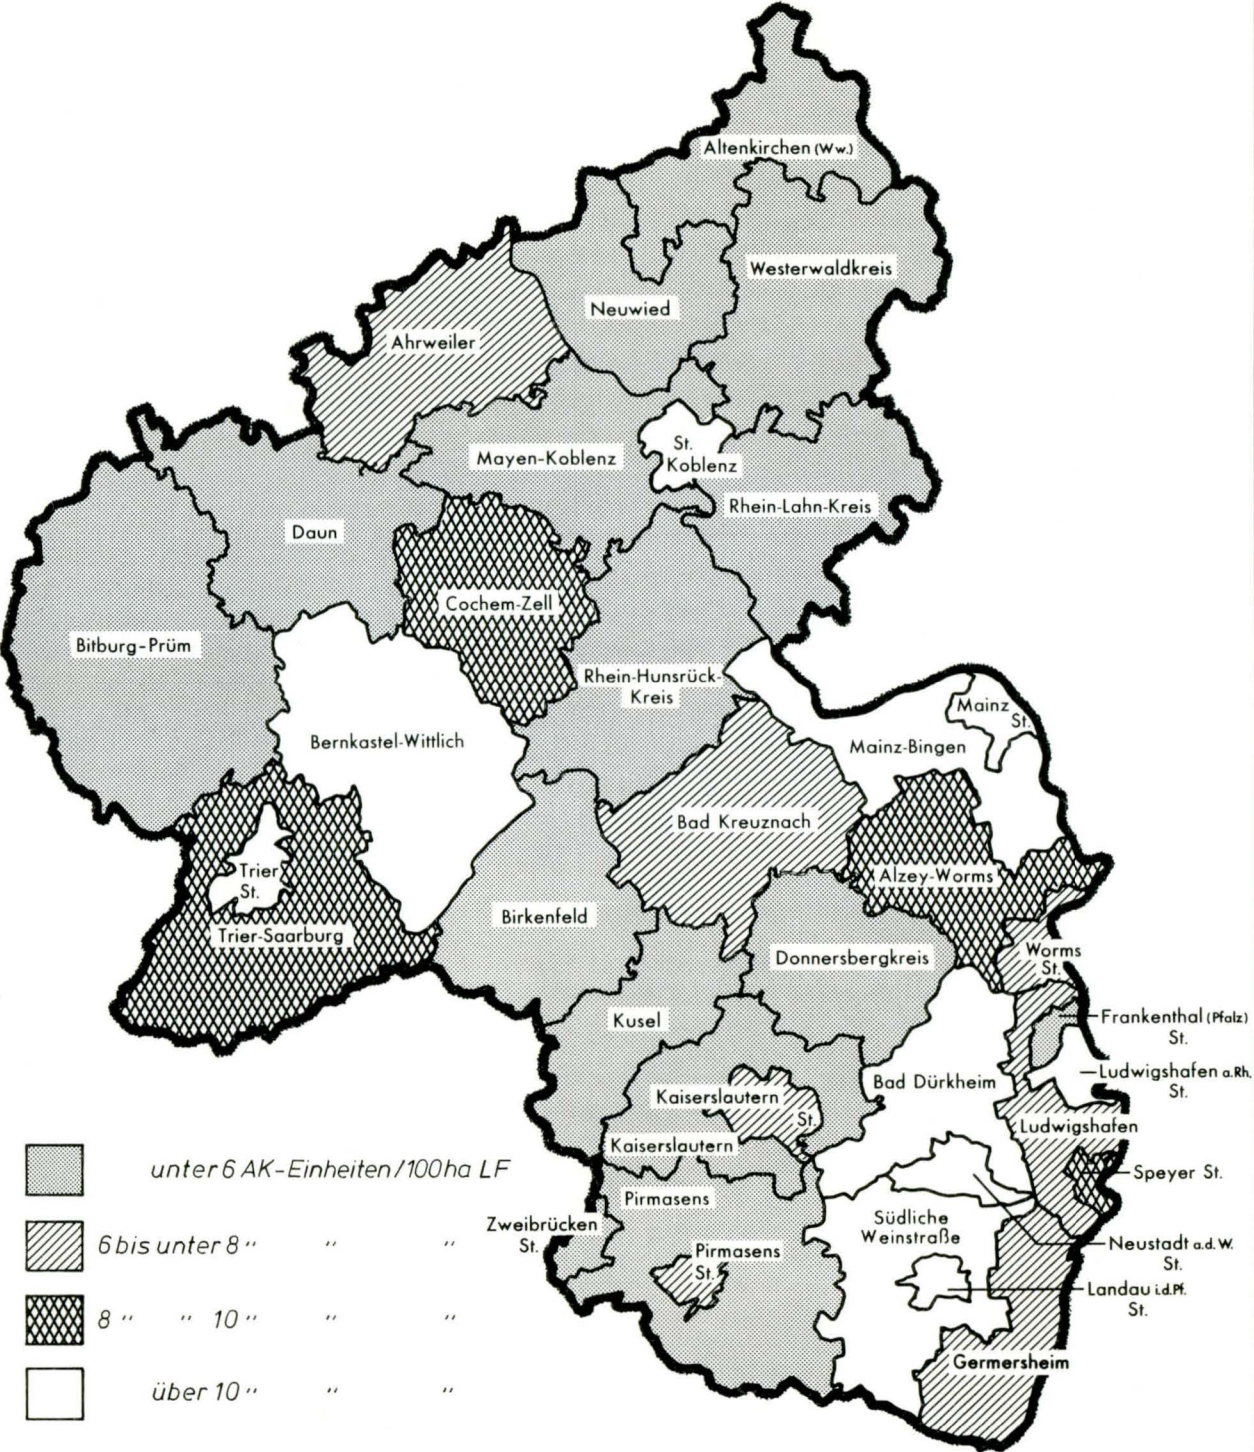 Altenkirchen (Ww.)
Westerwaldkreis
Neuwied
Ahrweiler
St.
Koblenz
Mayen-Koblenz
Rhein-Lahn-Kreis
Daun
Cochem-Zell
Bitburg-Prüm
Rhein-Hunsrück-
Kreis
Mainz
St.
Bernkastel-Wittlich
Mainz-Bingen
Bad Kreuznach
Trier
St.
Alzey-Worms
Birkenfeld
Trier-Saarburg
Donnersbergkreis
Worms
St.
Kusel
Frankenthal (Pfalz)
St.
Ludwigshafen a.Rh.
St.
Bad Dürkheim
Kaiserslautern
St.
Ludwigshafen
Kaiserslautern
Speyer St.
Pirmasens
Zweibrücken
St.
Südliche
Weinstraße
Pirmasens
St.
Neustadt a.d.W.
St.
Landau i.d.Pf.
St.
Germersheim
unter 6 AK-Einheiten/100ha LF
6 bis unter 8 " " "
8 " " 10 " " "
über 10 " " "